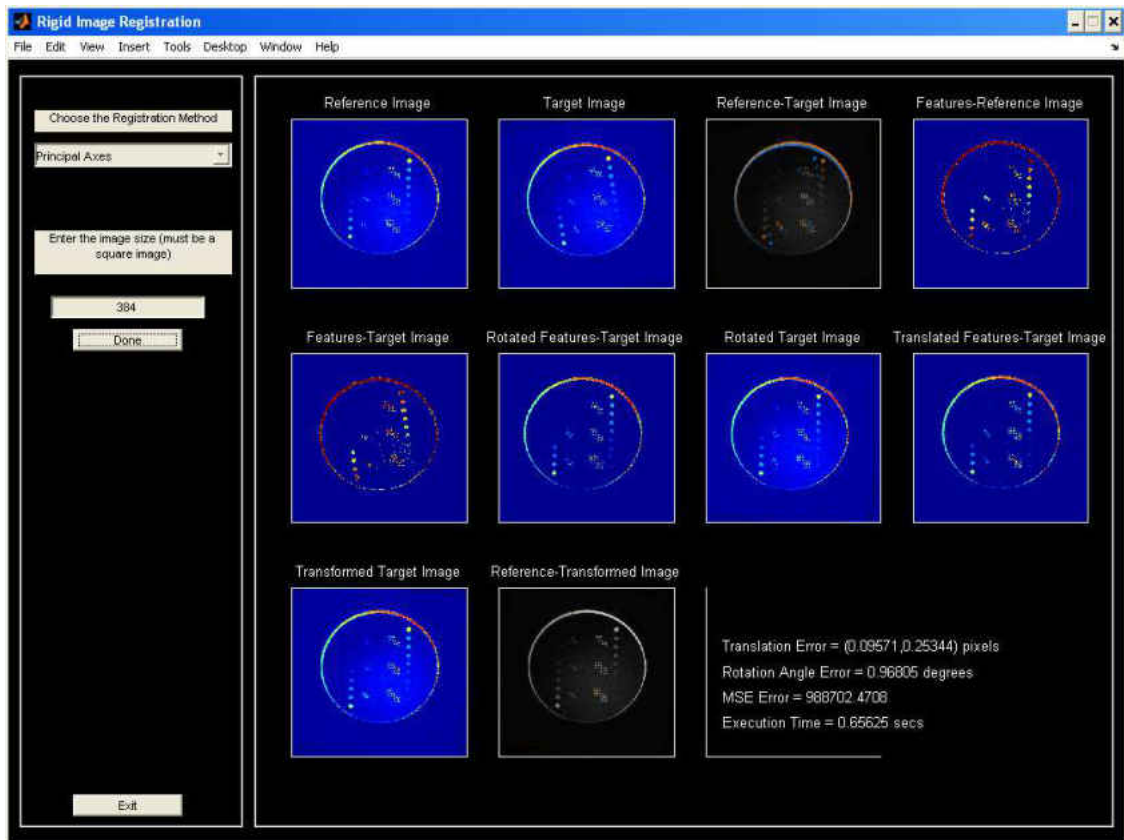 Rigid Image Registration
File Edit View Insert Tools Desktop Window Help
Choose the Registration Method
Principal Axes
Enter the image size (must be a
square image)
384
Done
Exit
Reference Image
Target Image
Reference-Target Image
Features-Reference Image
Features-Target Image
Rotated Features-Target Image
Rotated Target Image
Translated Features-Target Image
Transformed Target Image
Reference-Transformed Image
Translation Error = (0.09571,0.25344) pixels
Rotation Angle Error = 0.96805 degrees
MSE Error = 988702.4708
Execution Time = 0.65625 secs